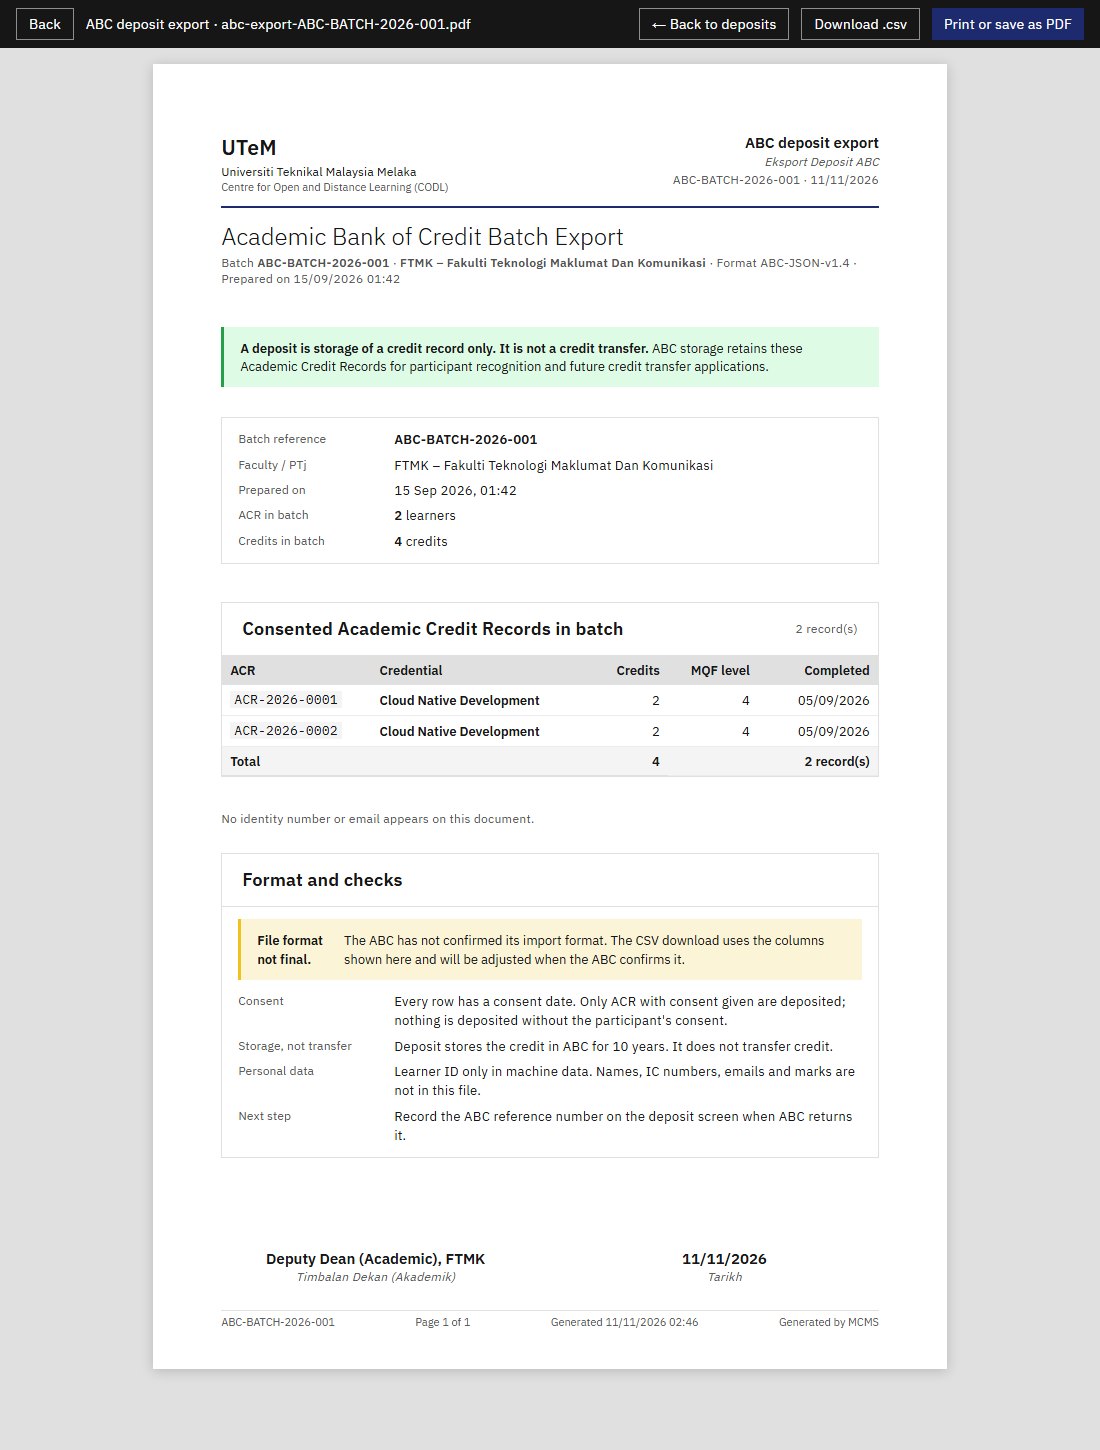 Back
ABC deposit export · abc-export-ABC-BATCH-2026-001.pdf
← Back to deposits
Download .csv
Print or save as PDF
UTeM
Universiti Teknikal Malaysia Melaka
Centre for Open and Distance Learning (CODL)
ABC deposit export
Eksport Deposit ABC
ABC-BATCH-2026-001 · 11/11/2026
Academic Bank of Credit Batch Export
Batch ABC-BATCH-2026-001 · FTMK – Fakulti Teknologi Maklumat Dan Komunikasi · Format ABC-JSON-v1.4 ·
Prepared on 15/09/2026 01:42
A deposit is storage of a credit record only. It is not a credit transfer. ABC storage retains these
Academic Credit Records for participant recognition and future credit transfer applications.
Batch reference ABC-BATCH-2026-001
Faculty / PTj FTMK – Fakulti Teknologi Maklumat Dan Komunikasi
Prepared on 15 Sep 2026, 01:42
ACR in batch 2 learners
Credits in batch 4 credits
Consented Academic Credit Records in batch 2 record(s)
ACR Credential Credits MQF level Completed
ACR-2026-0001 Cloud Native Development 2 4 05/09/2026
ACR-2026-0002 Cloud Native Development 2 4 05/09/2026
Total 4 2 record(s)
No identity number or email appears on this document.
Format and checks
File format
not final.
The ABC has not confirmed its import format. The CSV download uses the columns
shown here and will be adjusted when the ABC confirms it.
Consent Every row has a consent date. Only ACR with consent given are deposited;
nothing is deposited without the participant's consent.
Storage, not transfer Deposit stores the credit in ABC for 10 years. It does not transfer credit.
Personal data Learner ID only in machine data. Names, IC numbers, emails and marks are
not in this file.
Next step Record the ABC reference number on the deposit screen when ABC returns
it.
Deputy Dean (Academic), FTMK
Timbalan Dekan (Akademik)
11/11/2026
Tarikh
ABC-BATCH-2026-001 Page 1 of 1 Generated 11/11/2026 02:46 Generated by MCMS